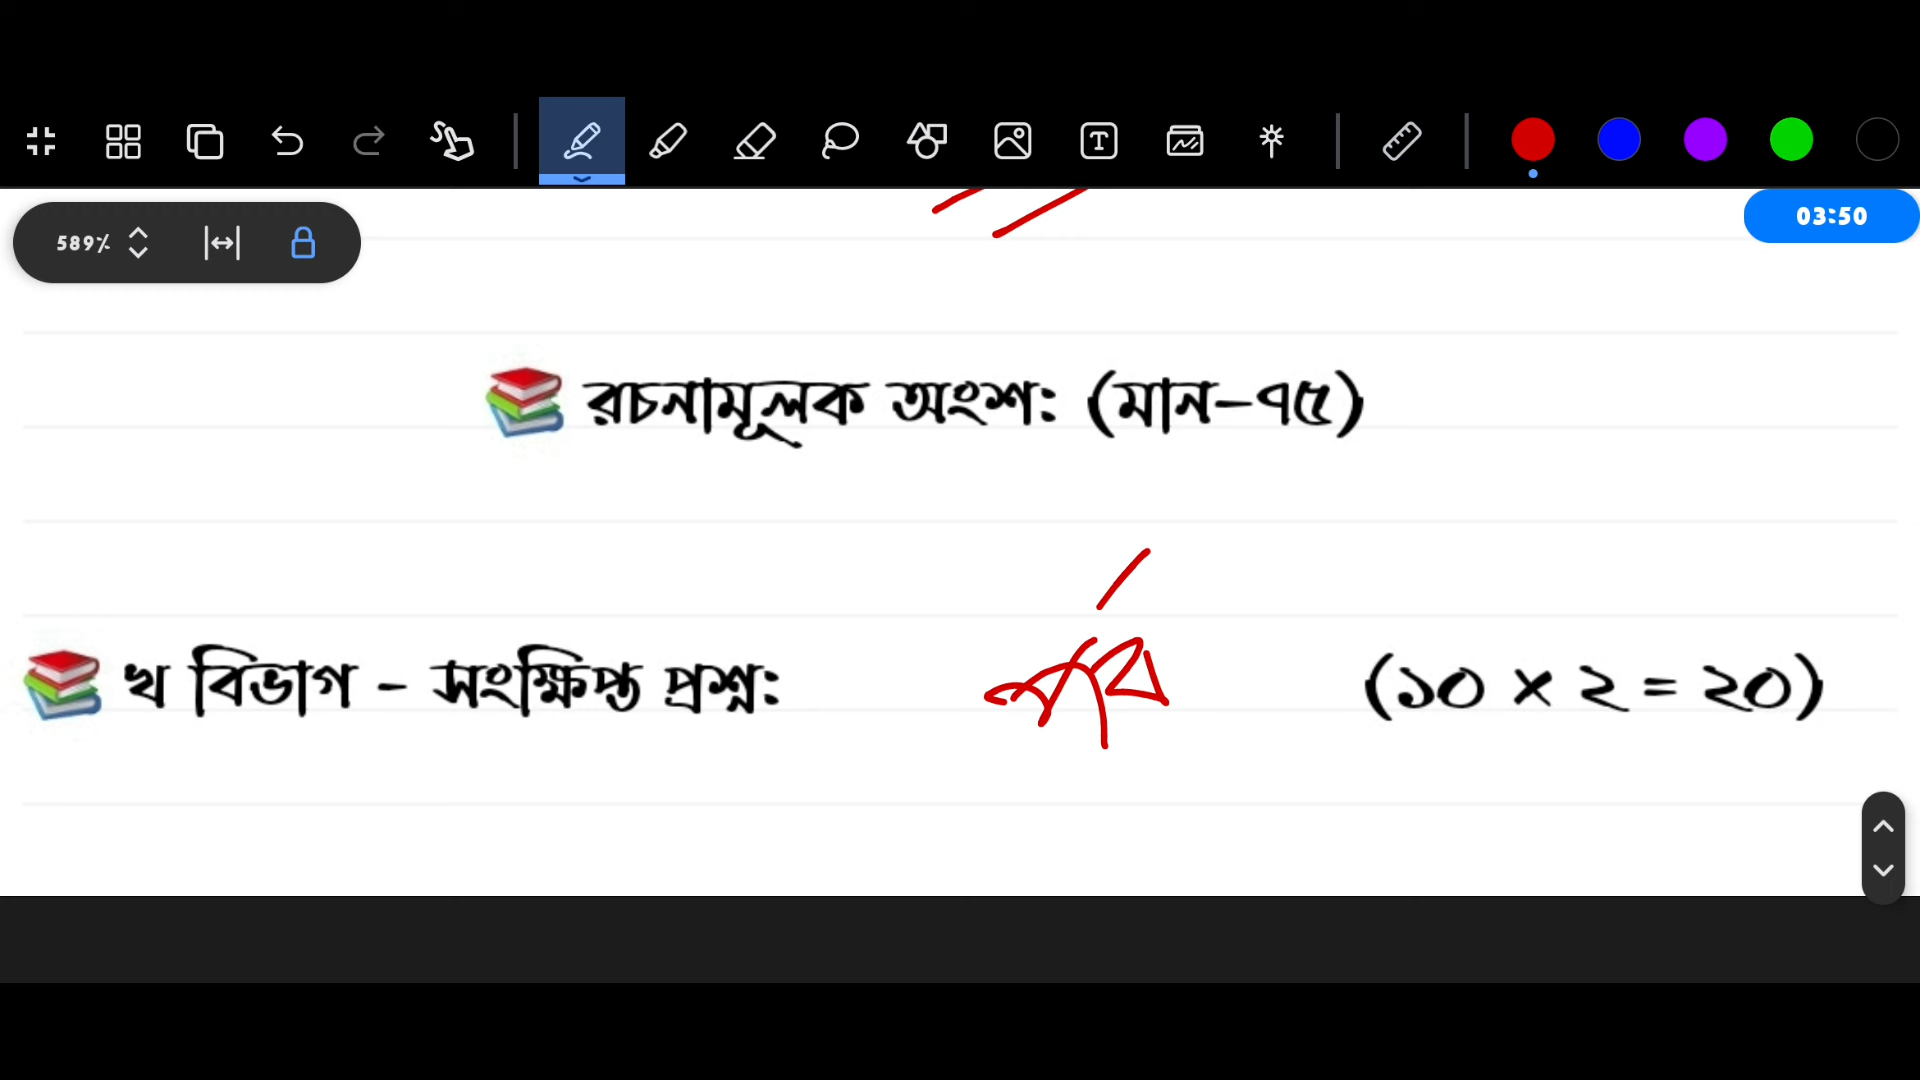 03:50
589%
রচনামূলক অংশ: (মান-৭৫)
খ বিভাগ - সংক্ষিপ্ত প্রশ্ন: (১০ × ২ = ২০)